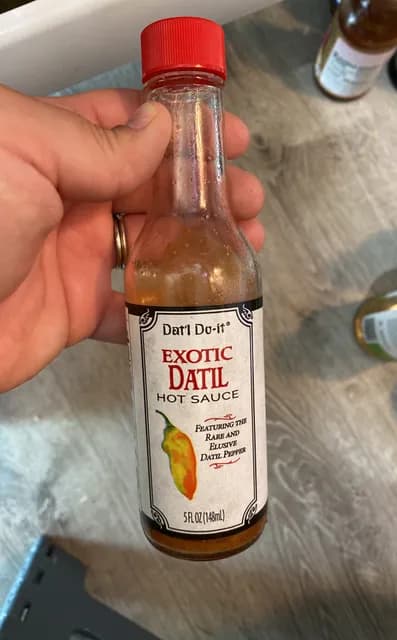 Dat'l Do-it®
EXOTIC
DATIL
HOT SAUCE
FEATURING THE
RARE AND
ELUSIVE
DATIL PEPPER
5 FL OZ (148mL)